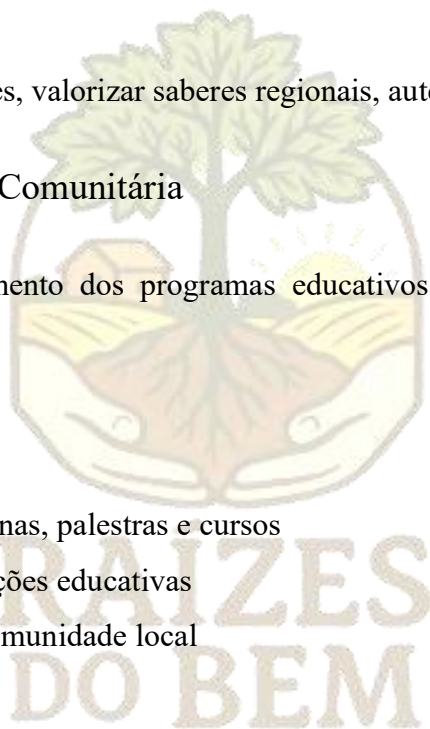 es, valorizar saberes regionais, aut
Comunitária
mento dos programas educativos
nas, palestras e cursos
ções educativas
munidade local
RAIZES
DO BEM